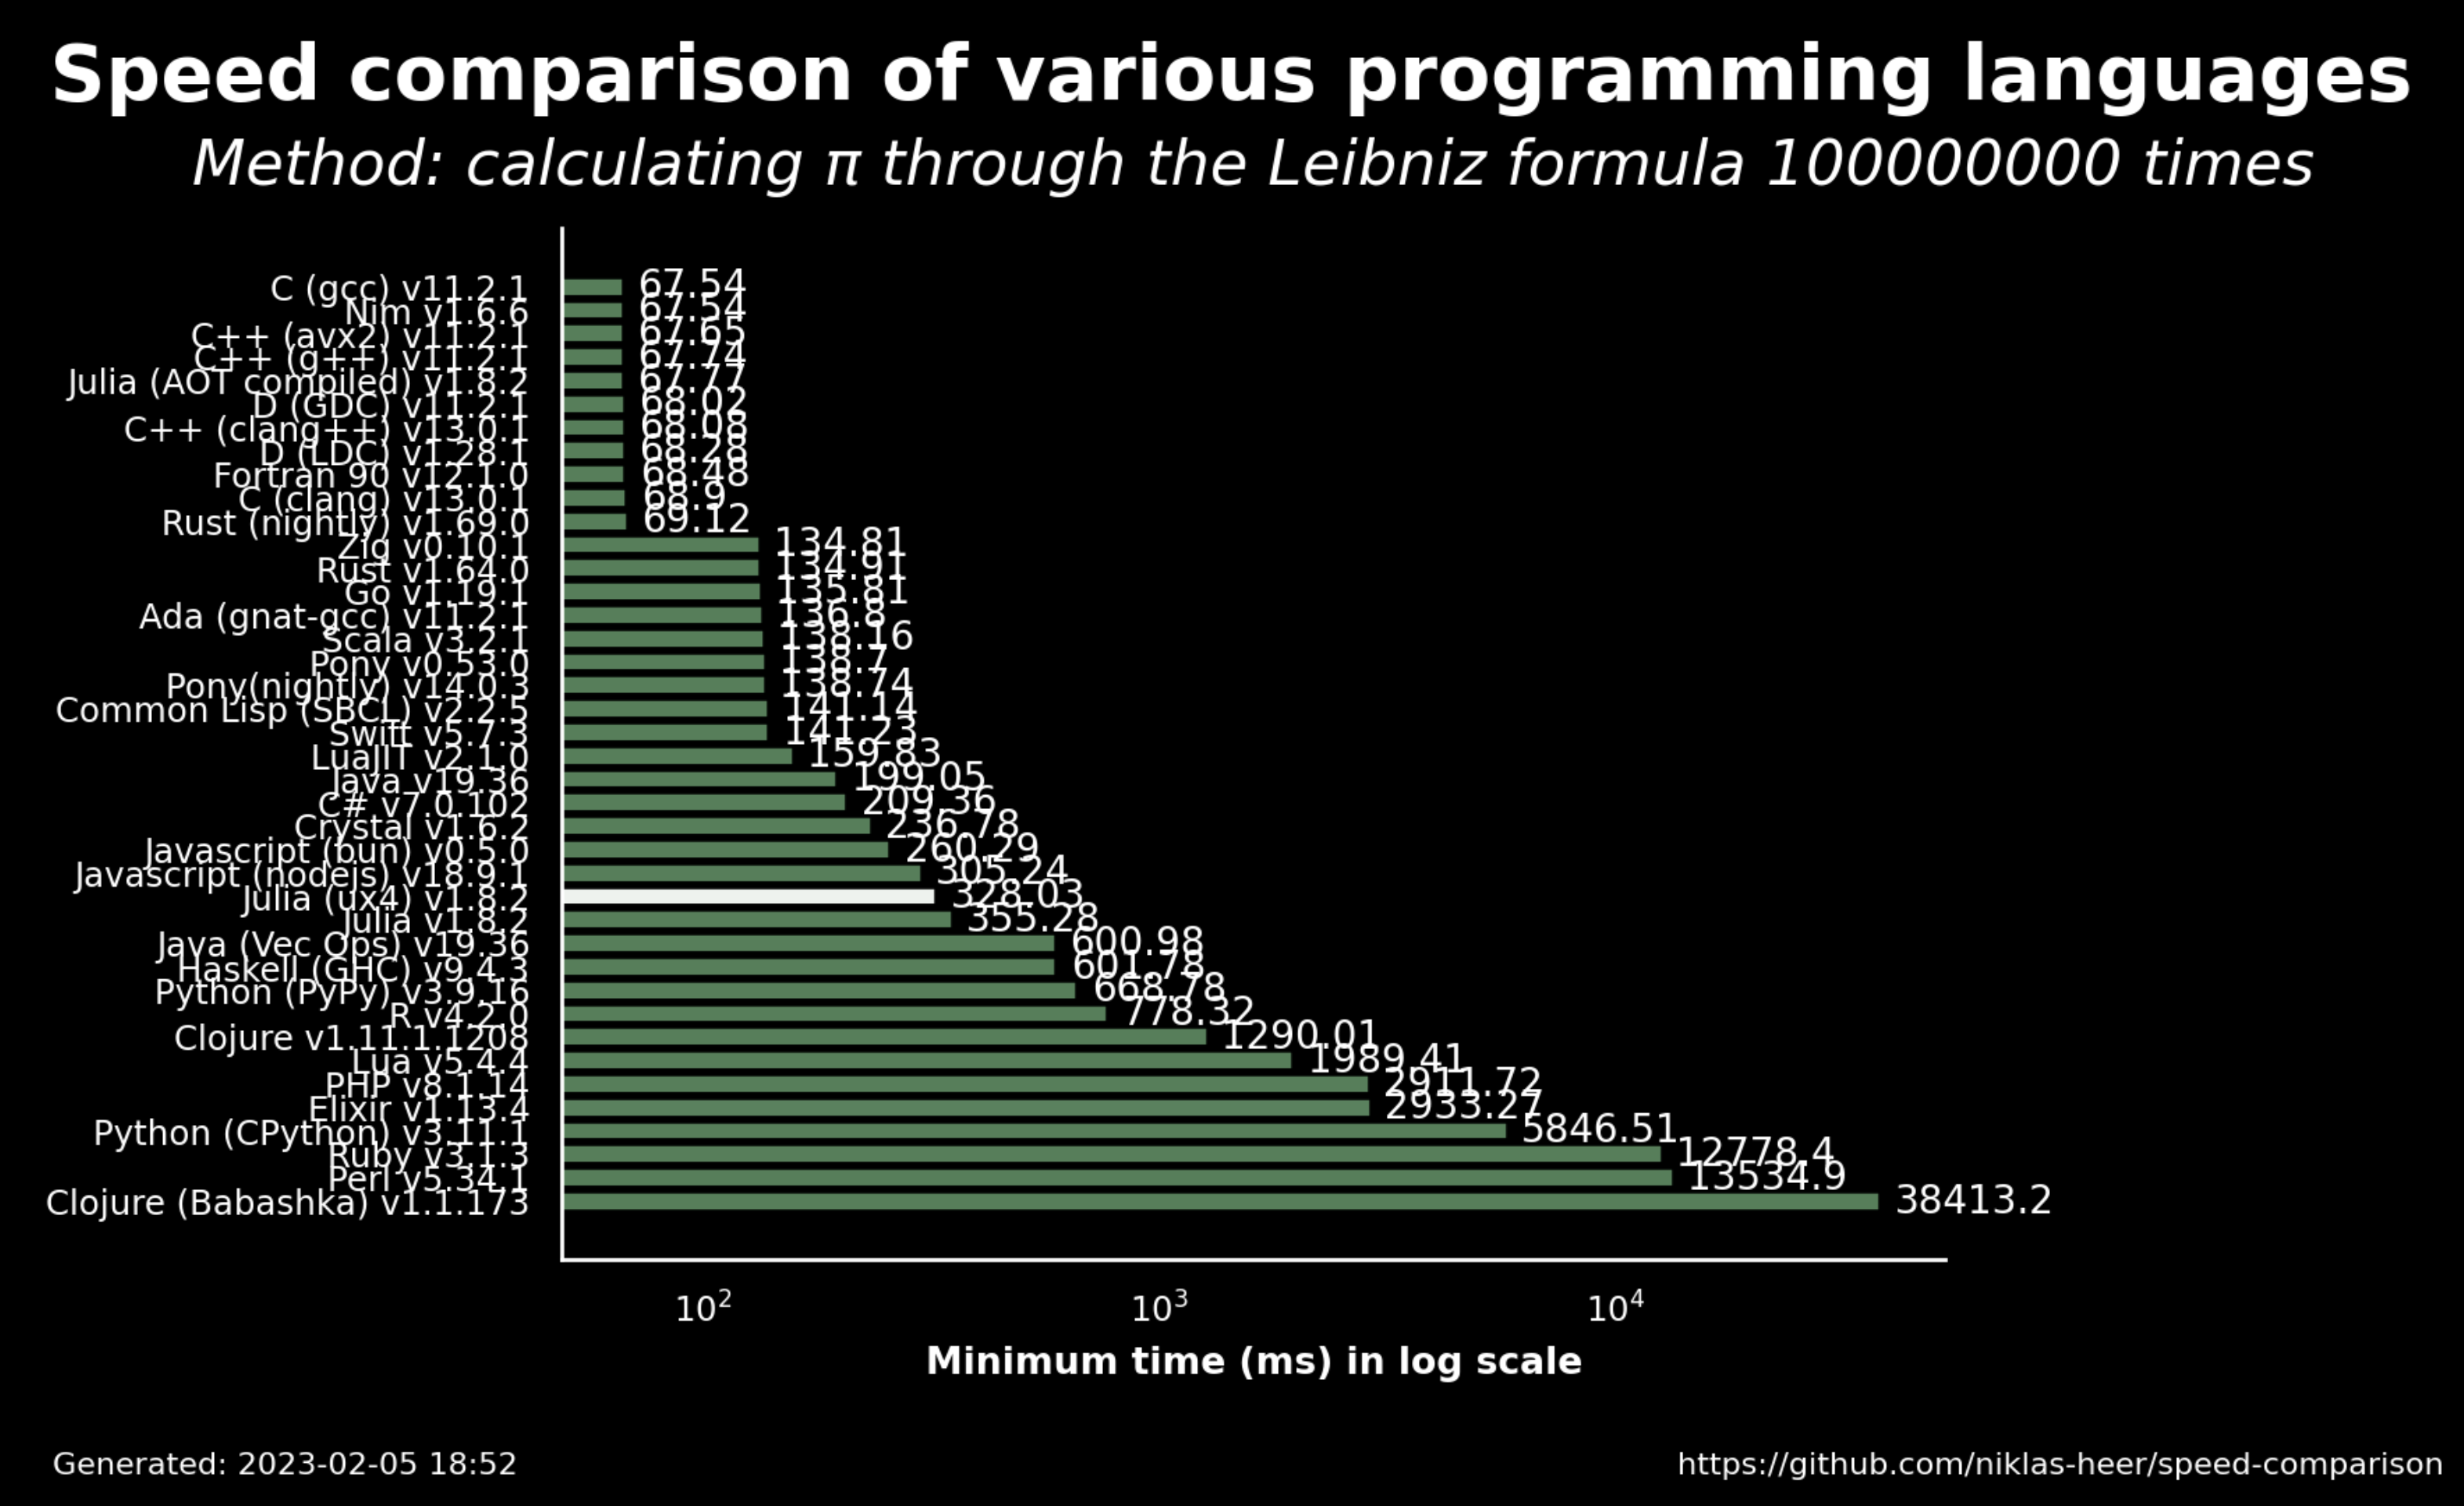 Speed comparison of various programming languages
Method: calculating π through the Leibniz formula 100000000 times
C (gcc) v11.2.1 67.54
Nim v1.6.6 67.54
C++ (avx2) v11.2.1 67.65
C++ (g++) v11.2.1 67.74
Julia (AOT compiled) v1.8.2 67.77
D (GDC) v11.2.1 68.02
C++ (clang++) v13.0.1 68.08
D (LDC) v1.28.1 68.28
Fortran 90 v12.1.0 68.48
C (clang) v13.0.1 68.9
Rust (nightly) v1.69.0 69.12
Zig v0.10.1 134.81
Rust v1.64.0 134.91
Go v1.19.1 135.81
Ada (gnat-gcc) v11.2.1 136.8
Scala v3.2.1 138.16
Pony v0.53.0 138.7
Pony(nightly) v14.0.3 138.74
Common Lisp (SBCL) v2.2.5 141.14
Swift v5.7.3 141.23
LuaJIT v2.1.0 159.83
Java v19.36 199.05
C# v7.0.102 209.36
Crystal v1.6.2 236.78
Javascript (bun) v0.5.0 260.29
Javascript (nodejs) v18.9.1 305.24
Julia (ux4) v1.8.2 328.03
Julia v1.8.2 355.28
Java (Vec Ops) v19.36 600.98
Haskell (GHC) v9.4.3 601.78
Python (PyPy) v3.9.16 668.78
R v4.2.0 778.32
Clojure v1.11.1.1208 1290.01
Lua v5.4.4 1989.41
PHP v8.1.14 2911.72
Elixir v1.13.4 2933.27
Python (CPython) v3.11.1 5846.51
Ruby v3.1.3 12778.4
Perl v5.34.1 13534.9
Clojure (Babashka) v1.1.173 38413.2
10² 10³ 10⁴
Minimum time (ms) in log scale
Generated: 2023-02-05 18:52 https://github.com/niklas-heer/speed-comparison